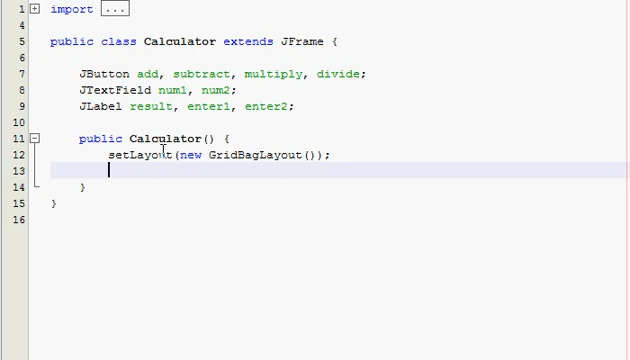 1 import ...
4
5 public class Calculator extends JFrame {
6
7 JButton add, subtract, multiply, divide;
8 JTextField num1, num2;
9 JLabel result, enter1, enter2;
10
11 public Calculator() {
12 setLayout(new GridBagLayout());
13
14 }
15 }
16